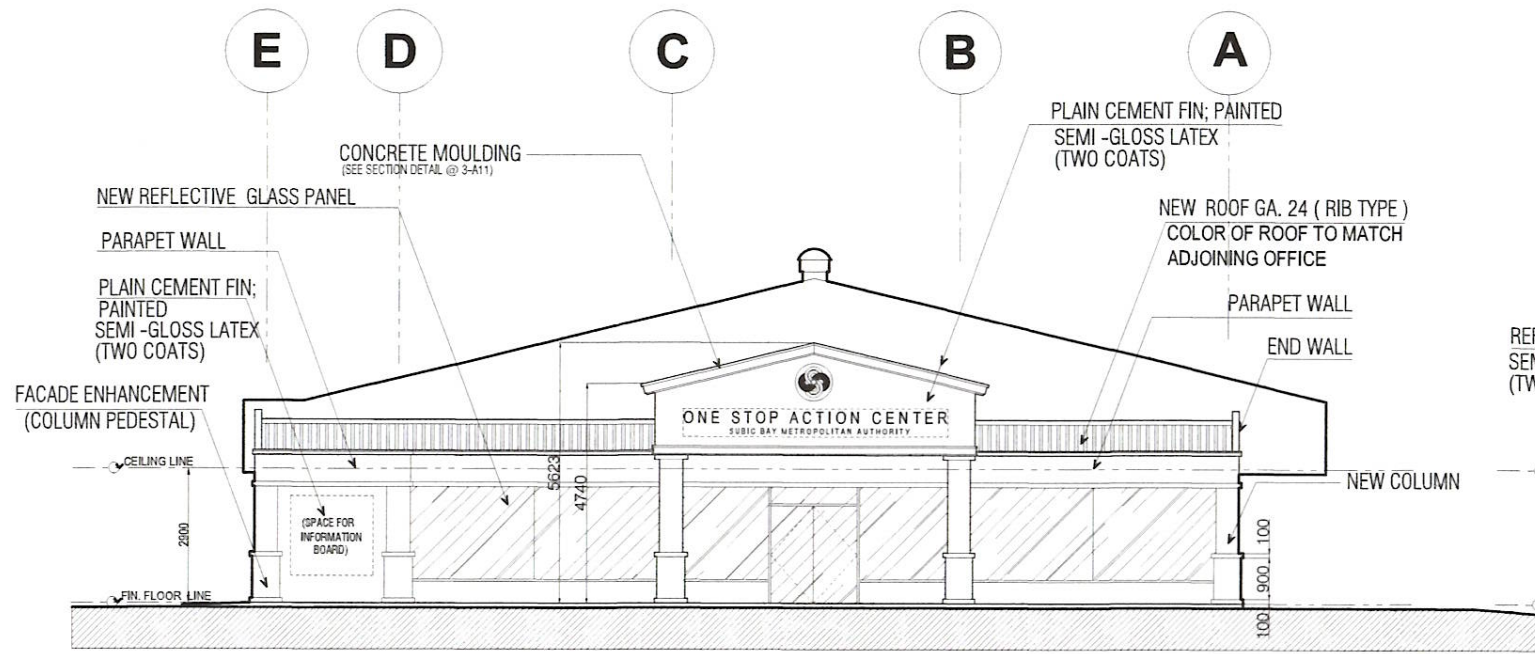 E
D
C
B
A
PLAIN CEMENT FIN; PAINTED
SEMI -GLOSS LATEX
(TWO COATS)
CONCRETE MOULDING
(SEE SECTION DETAIL @ 3-A11)
NEW REFLECTIVE GLASS PANEL
NEW ROOF GA. 24 ( RIB TYPE )
COLOR OF ROOF TO MATCH
ADJOINING OFFICE
PARAPET WALL
PLAIN CEMENT FIN;
PAINTED
SEMI -GLOSS LATEX
(TWO COATS)
PARAPET WALL
END WALL
FACADE ENHANCEMENT
(COLUMN PEDESTAL)
ONE STOP ACTION CENTER
SUBIC BAY METROPOLITAN AUTHORITY
CEILING LINE
5623
4740
NEW COLUMN
2900
(SPACE FOR
INFORMATION
BOARD)
100
900
100
FIN. FLOOR LINE